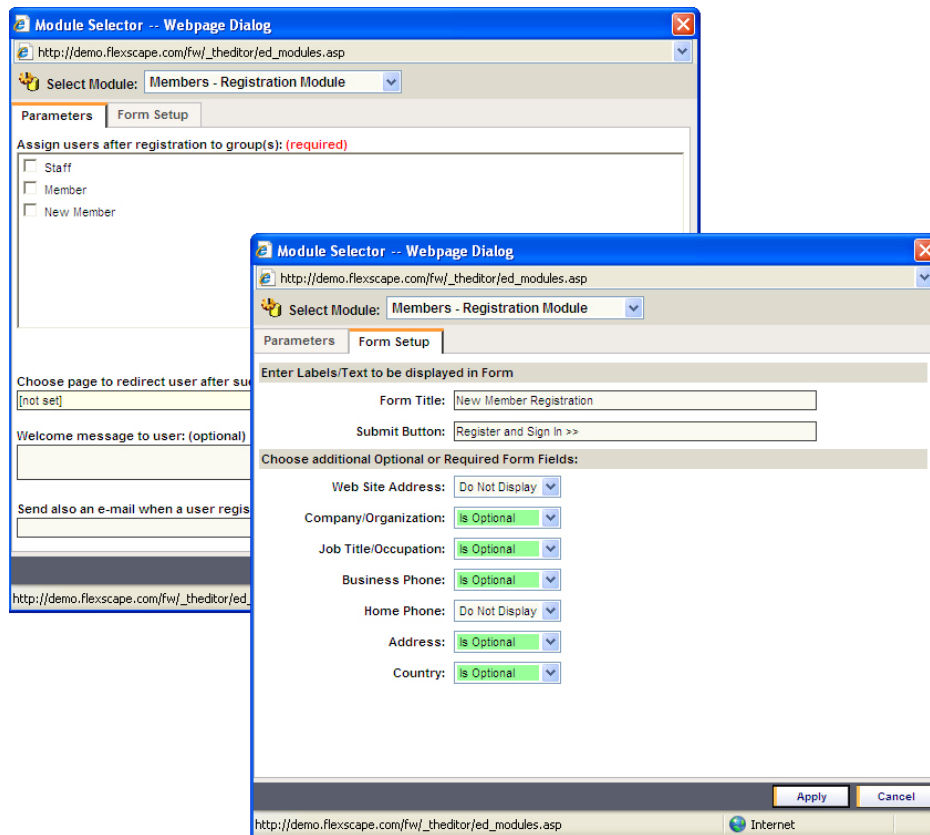 Module Selector -- Webpage Dialog
http://demo.flexscape.com/fw/_theditor/ed_modules.asp
Select Module: Members - Registration Module
Parameters Form Setup
Assign users after registration to group(s): (required)
Staff
Member
New Member
Choose page to redirect user after su
[not set]
Welcome message to user: (optional)
Send also an e-mail when a user regis
http://demo.flexscape.com/fw/_theditor/ed_
Module Selector -- Webpage Dialog
http://demo.flexscape.com/fw/_theditor/ed_modules.asp
Select Module: Members - Registration Module
Parameters Form Setup
Enter Labels/Text to be displayed in Form
Form Title: New Member Registration
Submit Button: Register and Sign In >>
Choose additional Optional or Required Form Fields:
Web Site Address: Do Not Display
Company/Organization: Is Optional
Job Title/Occupation: Is Optional
Business Phone: Is Optional
Home Phone: Do Not Display
Address: Is Optional
Country: Is Optional
Apply Cancel
http://demo.flexscape.com/fw/_theditor/ed_modules.asp Internet